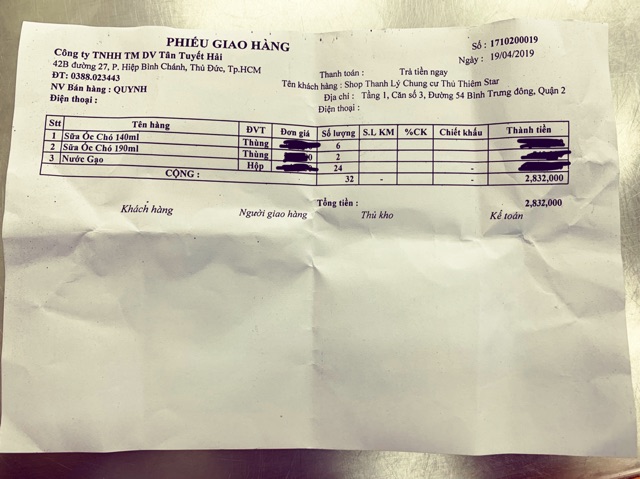 PHIẾU GIAO HÀNG
Số : 1710200019
Công ty TNHH TM DV Tân Tuyết Hải
Ngày : 19/04/2019
42B đường 27, P. Hiệp Bình Chánh, Thủ Đức, Tp.HCM
Thanh toán : Trả tiền ngay
ĐT: 0388.023443
Tên khách hàng : Shop Thanh Lý Chung cư Thủ Thiêm Star
NV Bán hàng : QUYNH
Địa chỉ : Tầng 1, Căn số 3, Đường 54 Bình Trưng đông, Quận 2
Điện thoại :
Điện thoại :
Stt Tên hàng ĐVT Đơn giá Số lượng S.L KM %CK Chiết khấu Thành tiền
1 Sữa Óc Chó 140ml Thùng 6
2 Sữa Óc Chó 190ml Thùng 2 -
3 Nước Gạo Hộp 24 -
CỘNG : 32 - - 2,832,000
Tổng tiền : 2,832,000
Khách hàng Người giao hàng Thủ kho Kế toán